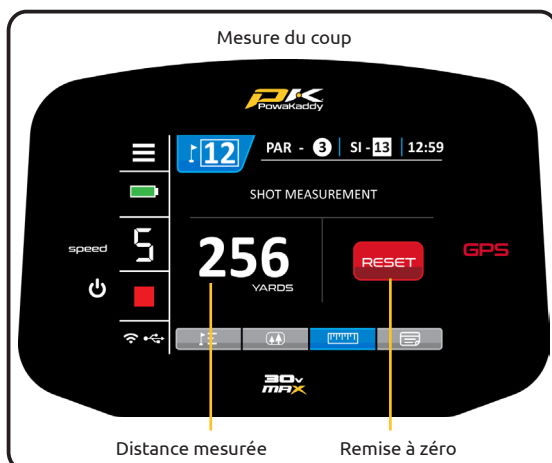 Mesure du coup
PK
PowaKaddy
12 PAR - 3 SI - 13 12:59
SHOT MEASUREMENT
speed 5
256
YARDS
RESET
GPS
30v
MAX
Distance mesurée Remise à zéro